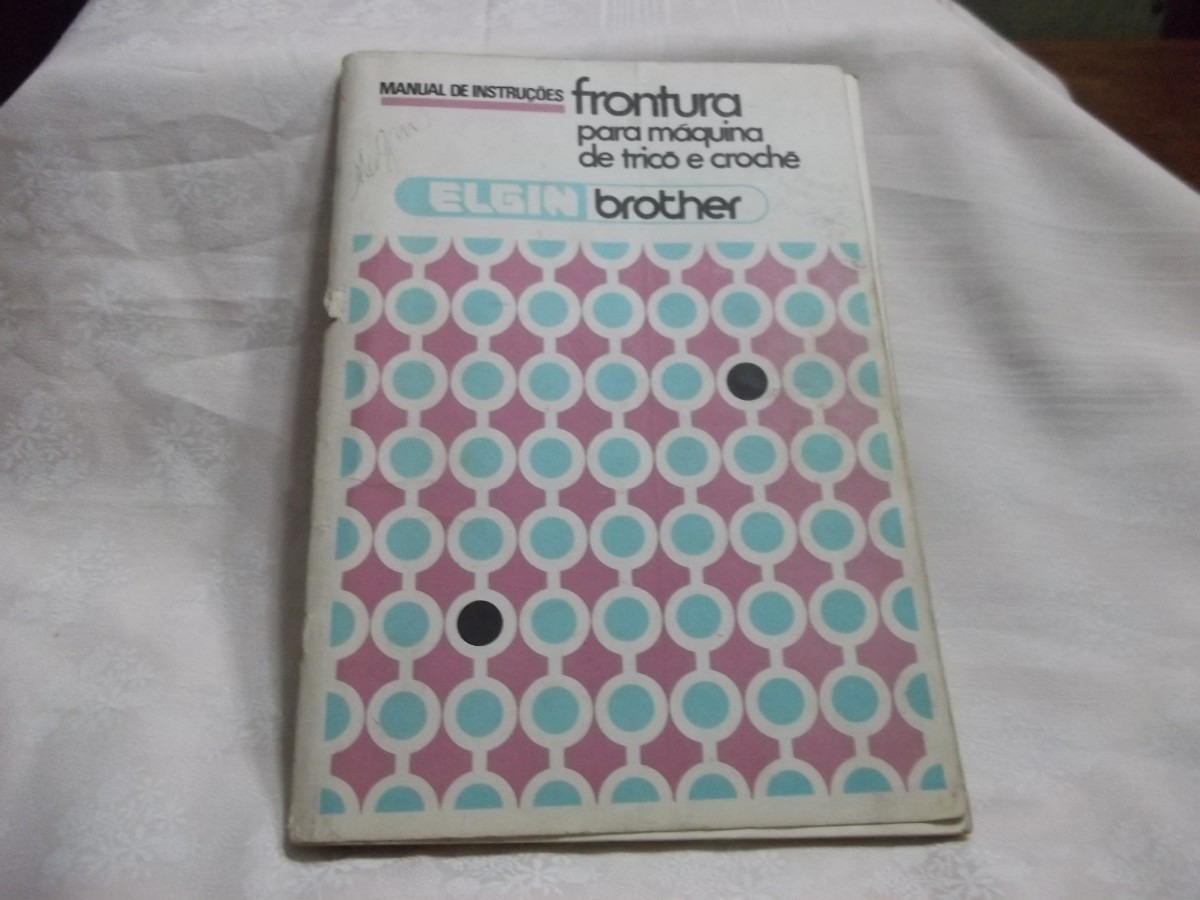 MANUAL DE INSTRUÇÕES frontura
para máquina
de tricô e crochê
ELGIN brother